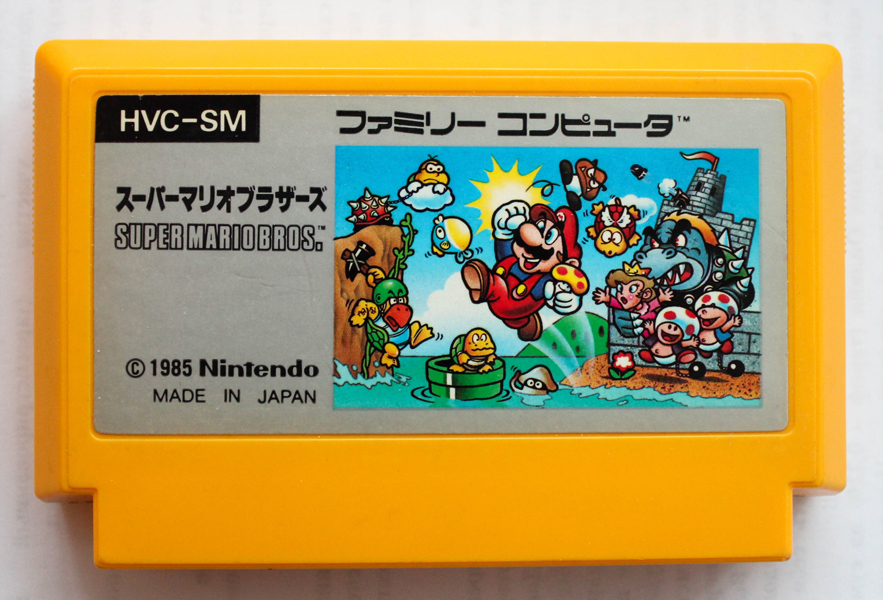 HVC-SM
ファミリー コンピュータ™
スーパーマリオブラザーズ
SUPER MARIO BROS.™
© 1985 Nintendo
MADE IN JAPAN